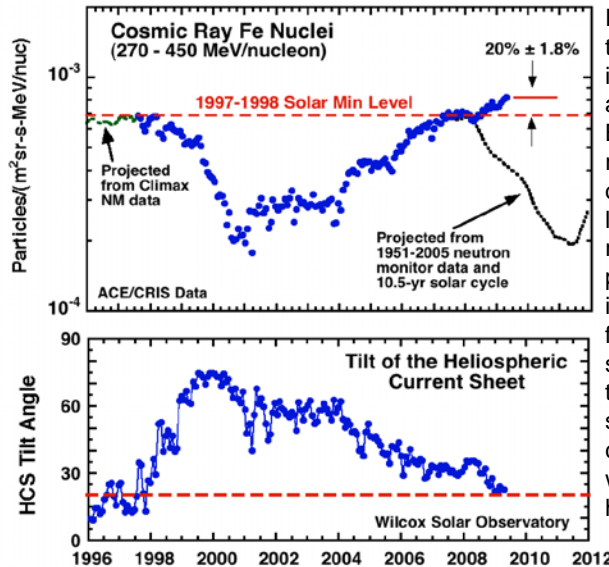 Cosmic Ray Fe Nuclei
(270 - 450 MeV/nucleon)
20% ± 1.8%
10⁻³
1997-1998 Solar Min Level
Particles/(m²sr-s-MeV/nuc)
Projected
from Climax
NM data
Projected from
1951-2005 neutron
monitor data and
10.5-yr solar cycle
ACE/CRIS Data
10⁻⁴
90
Tilt of the Heliospheric
Current Sheet
60
HCS Tilt Angle
30
Wilcox Solar Observatory
0
1996 1998 2000 2002 2004 2006 2008 2010 2012